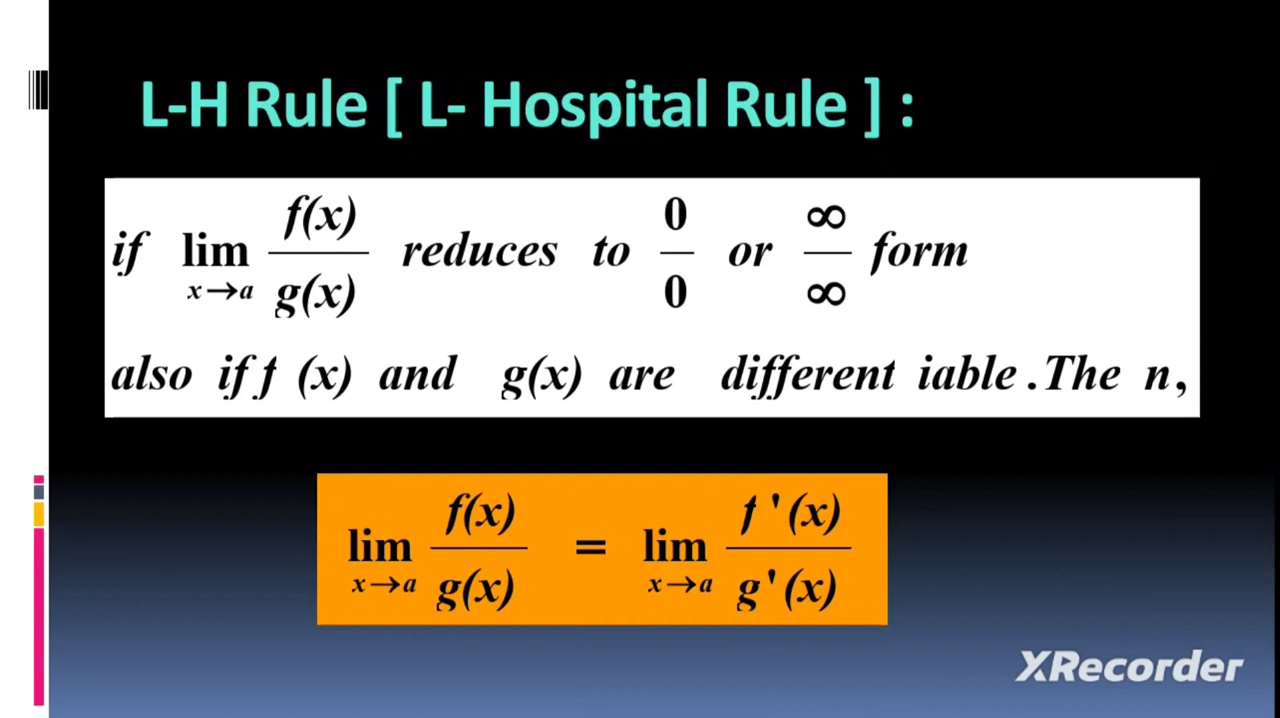 L-H Rule [ L- Hospital Rule ] :
if lim x→a f(x)/g(x) reduces to 0/0 or ∞/∞ form
also if f (x) and g(x) are different iable . The n,
lim x→a f(x)/g(x) = lim x→a f '(x)/g '(x)
XRecorder